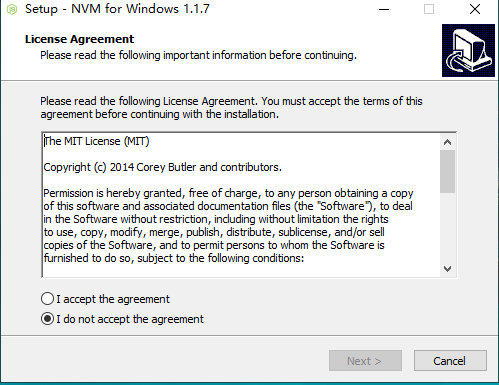 Setup - NVM for Windows 1.1.7
License Agreement
Please read the following important information before continuing.
Please read the following License Agreement. You must accept the terms of this
agreement before continuing with the installation.
The MIT License (MIT)
Copyright (c) 2014 Corey Butler and contributors.
Permission is hereby granted, free of charge, to any person obtaining a copy
of this software and associated documentation files (the "Software"), to deal
in the Software without restriction, including without limitation the rights
to use, copy, modify, merge, publish, distribute, sublicense, and/or sell
copies of the Software, and to permit persons to whom the Software is
furnished to do so, subject to the following conditions:
I accept the agreement
I do not accept the agreement
Next >
Cancel